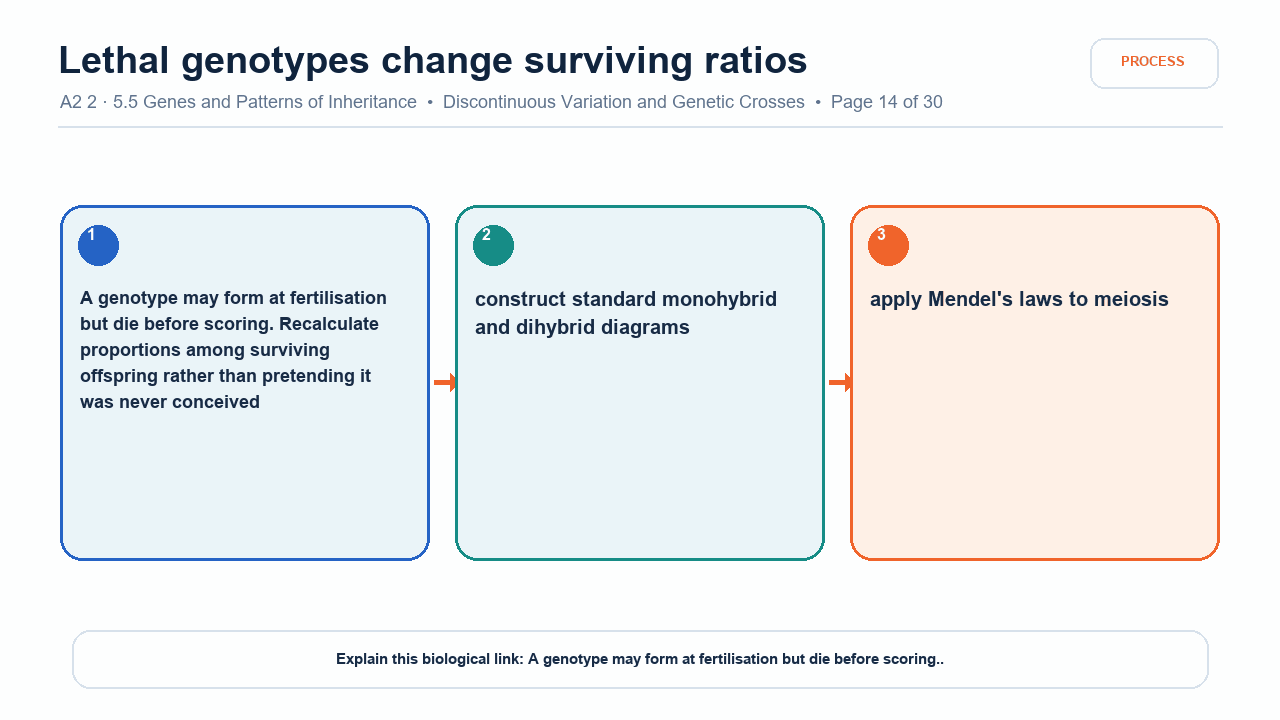 Lethal genotypes change surviving ratios
PROCESS
A2 2 · 5.5 Genes and Patterns of Inheritance • Discontinuous Variation and Genetic Crosses • Page 14 of 30
1
A genotype may form at fertilisation
but die before scoring. Recalculate
proportions among surviving
offspring rather than pretending it
was never conceived
2
construct standard monohybrid
and dihybrid diagrams
3
apply Mendel's laws to meiosis
Explain this biological link: A genotype may form at fertilisation but die before scoring..